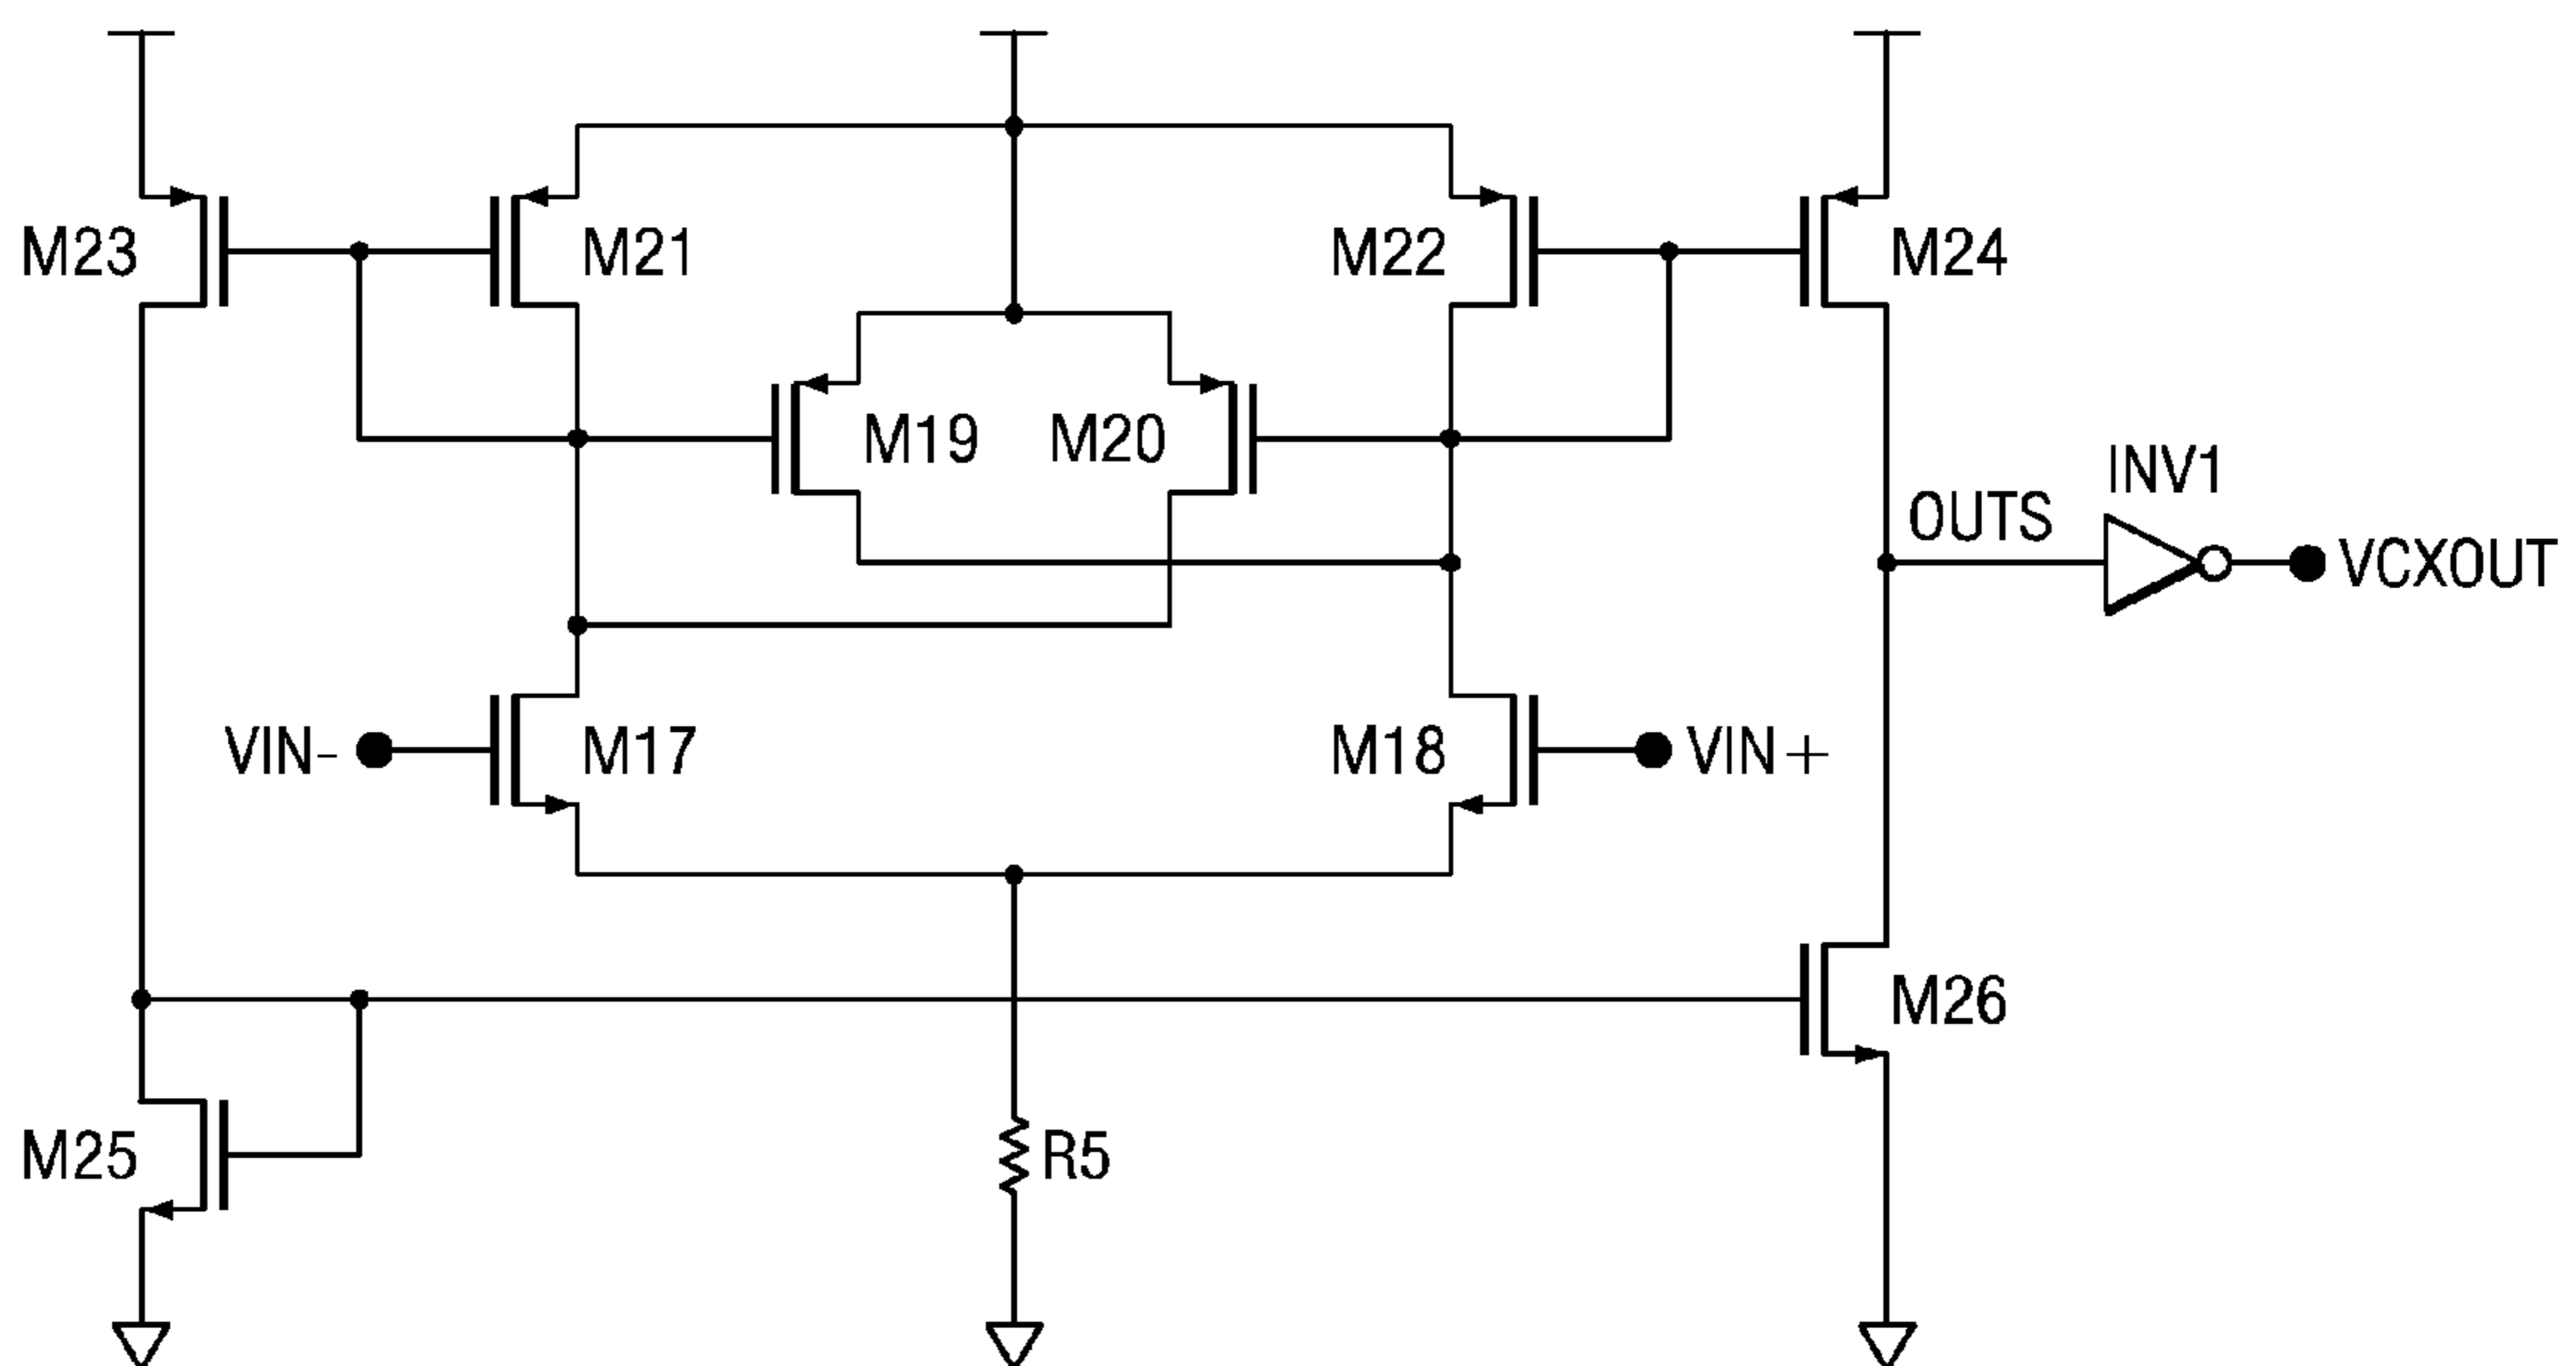 M23
M21
M22
M24
M19
M20
INV1
OUTS
VCXOUT
VIN-
M17
M18
VIN+
M26
M25
R5